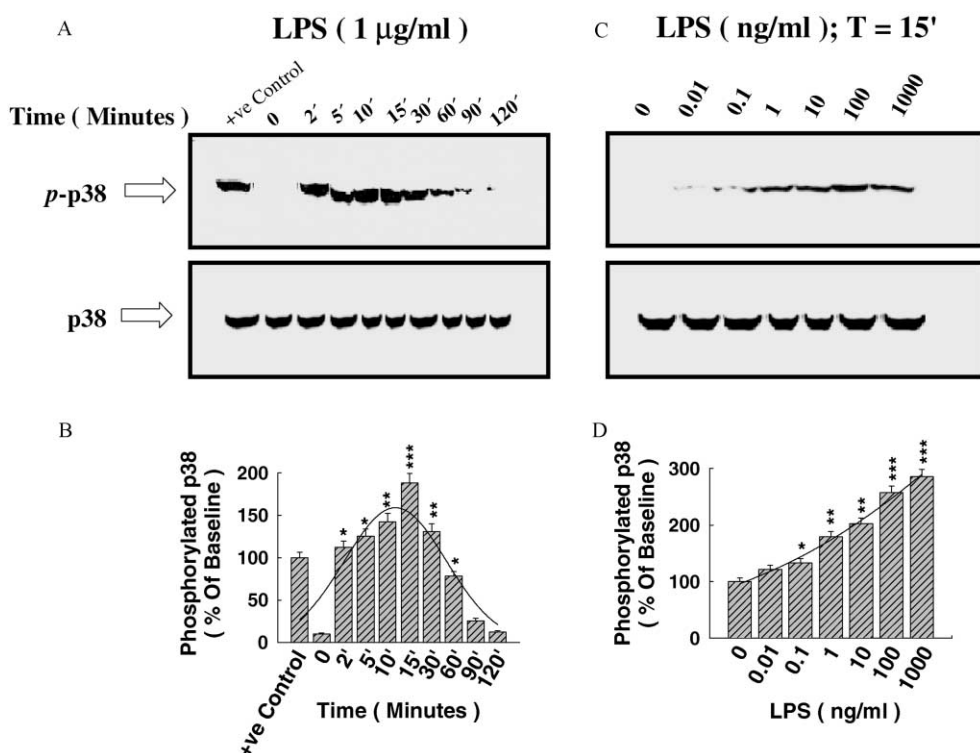 A
LPS ( 1 μg/ml )
Time ( Minutes )
+ve Control 0 2′ 5′ 10′ 15′ 30′ 60′ 90′ 120′
p-p38
p38
C
LPS ( ng/ml ); T = 15'
0 0.01 0.1 1 10 100 1000
B
Phosphorylated p38
( % Of Baseline )
200
150
100
50
0
* * ** *** ** *
+ve Control 0 2' 5' 10' 15' 30' 60' 90' 120'
Time ( Minutes )
D
Phosphorylated p38
( % Of Baseline )
300
200
100
0
* ** ** *** ***
0 0.01 0.1 1 10 100 1000
LPS ( ng/ml )